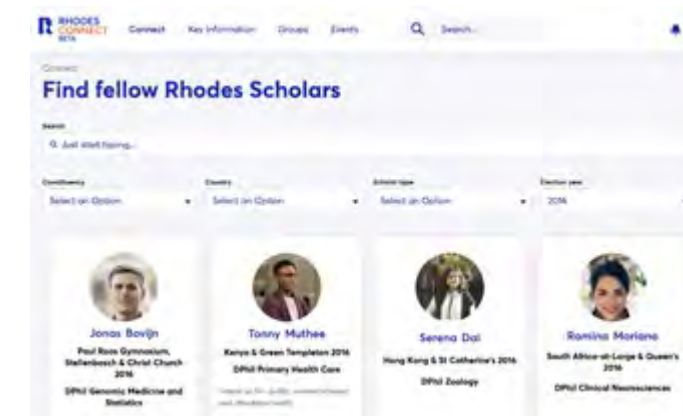 RHODES
CONNECT
BETA
Connect
Key Information
Groups
Events
Search...
Connect
Find fellow Rhodes Scholars
Search
Just start typing...
Constituency
Country
Scholar type
Election year
Select an Option
Select an Option
Select an Option
2016
Jonas Bovijn
Paul Roos Gymnasium,
Stellenbosch & Christ Church
2016
DPhil Genomic Medicine and
Statistics
Tonny Muthee
Kenya & Green Templeton 2016
DPhil Primary Health Care
Serena Dai
Hong Kong & St Catherine's 2016
DPhil Zoology
Romina Mariano
South Africa-at-Large & Queen's
2016
DPhil Clinical Neurosciences